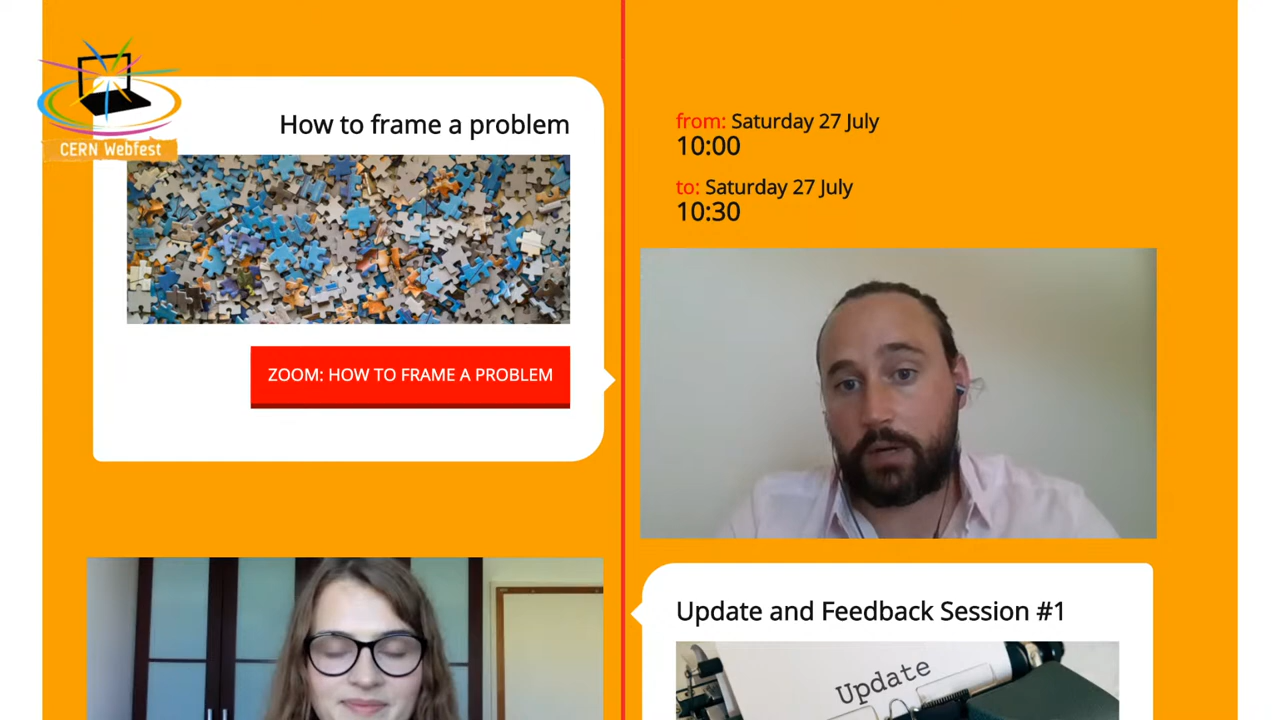 CERN Webfest
How to frame a problem
from: Saturday 27 July
10:00
to: Saturday 27 July
10:30
ZOOM: HOW TO FRAME A PROBLEM
Update and Feedback Session #1
Update